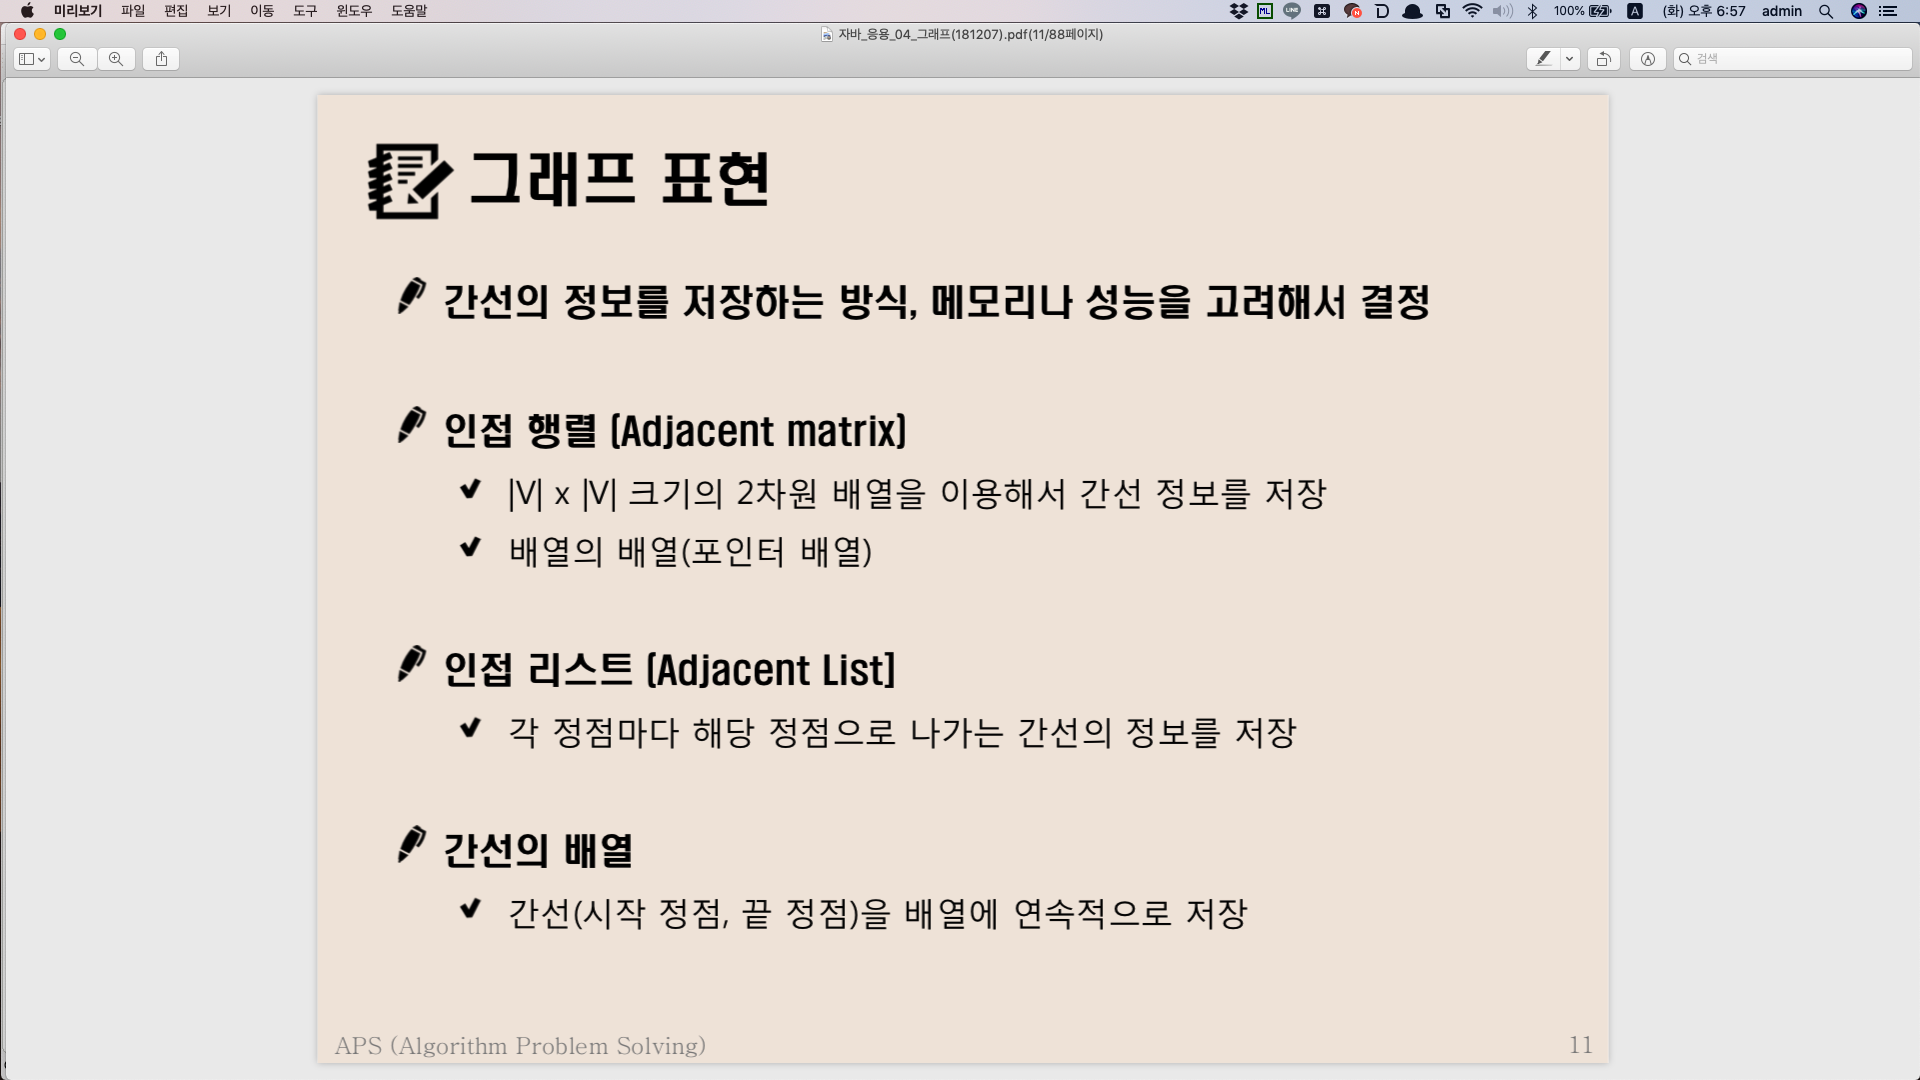 미리보기 파일 편집 보기 이동 도구 윈도우 도움말 100% (화) 오후 6:57 admin
자바_응용_04_그래프(181207).pdf(11/88페이지)
검색
그래프 표현
간선의 정보를 저장하는 방식, 메모리나 성능을 고려해서 결정
인접 행렬 (Adjacent matrix)
|V| x |V| 크기의 2차원 배열을 이용해서 간선 정보를 저장
배열의 배열(포인터 배열)
인접 리스트 (Adjacent List]
각 정점마다 해당 정점으로 나가는 간선의 정보를 저장
간선의 배열
간선(시작 정점, 끝 정점)을 배열에 연속적으로 저장
APS (Algorithm Problem Solving)
11